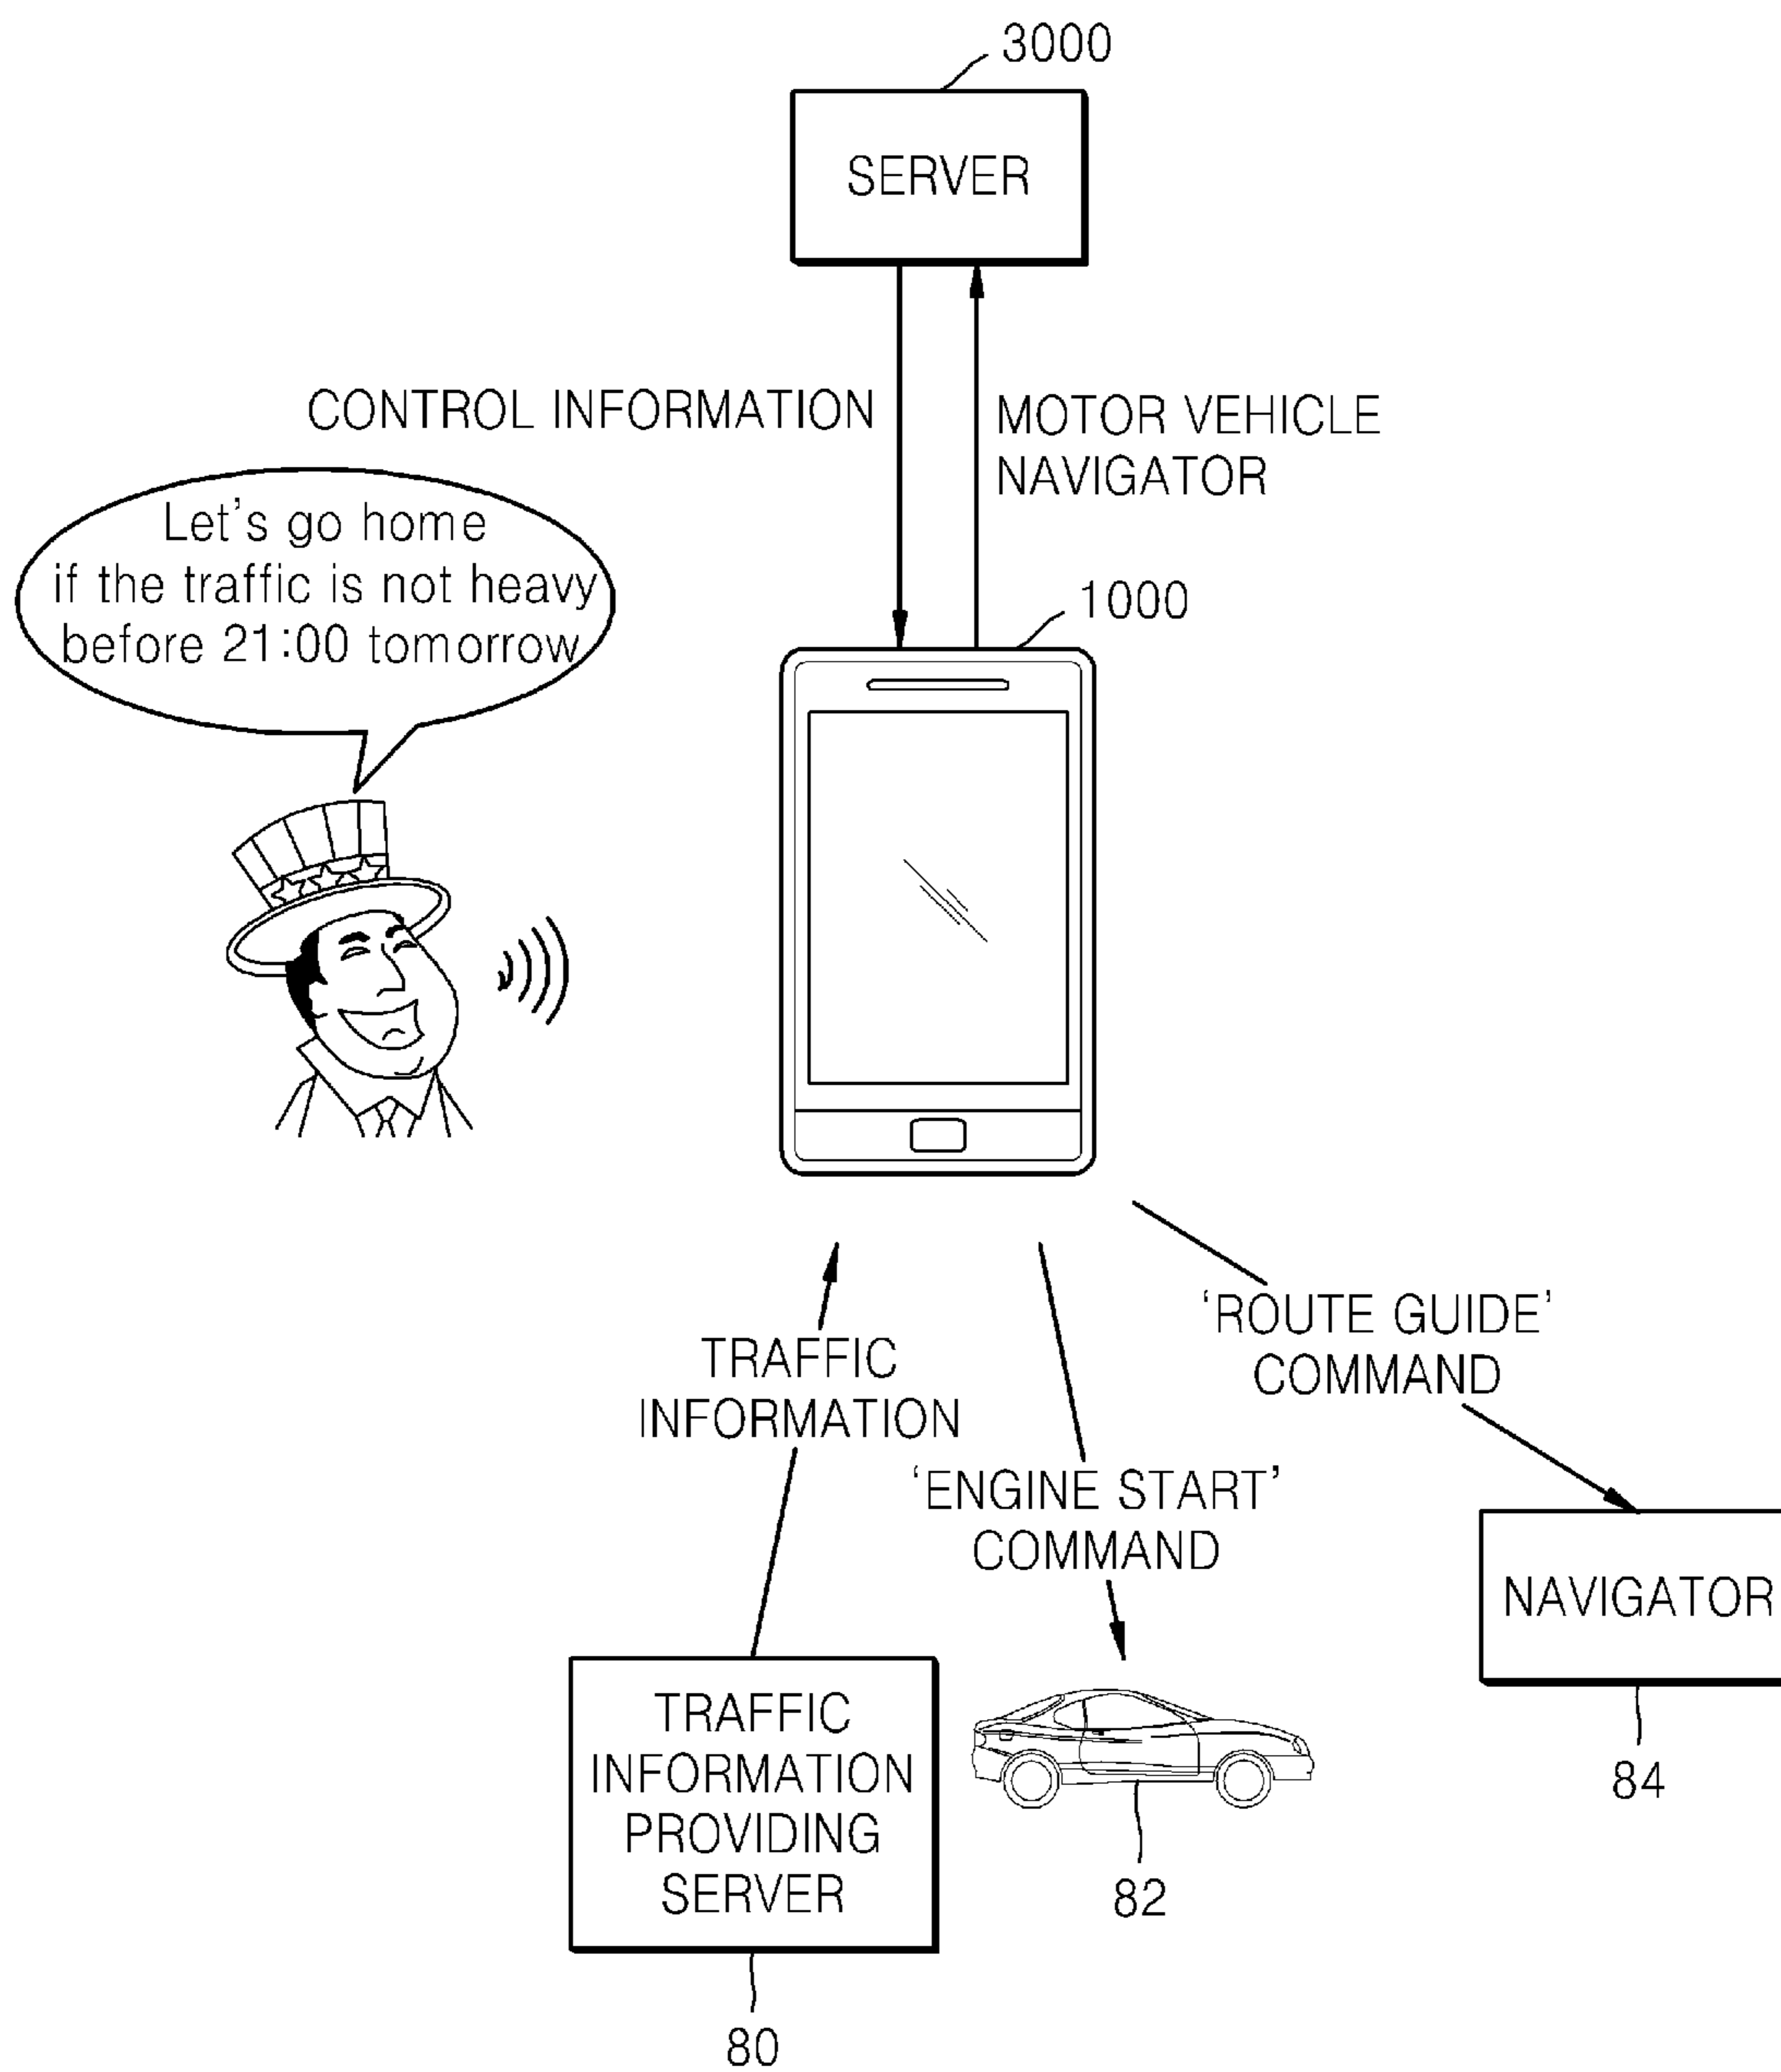 3000
SERVER
CONTROL INFORMATION
MOTOR VEHICLE
NAVIGATOR
Let's go home
if the traffic is not heavy
before 21:00 tomorrow
1000
'ROUTE GUIDE'
COMMAND
TRAFFIC
INFORMATION
'ENGINE START'
COMMAND
NAVIGATOR
84
TRAFFIC
INFORMATION
PROVIDING
SERVER
82
80